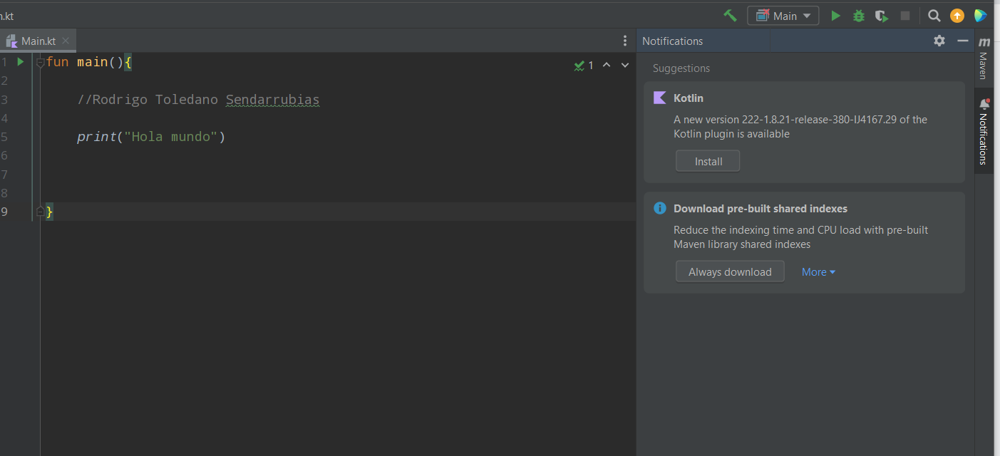 n.kt
Main
Main.kt
Notifications
1 fun main(){
2
3 //Rodrigo Toledano Sendarrubias
4
5 print("Hola mundo")
6
7
8
9 }
1
Suggestions
Kotlin
A new version 222-1.8.21-release-380-IJ4167.29 of the
Kotlin plugin is available
Install
Download pre-built shared indexes
Reduce the indexing time and CPU load with pre-built
Maven library shared indexes
Always download
More
m
Maven
Notifications